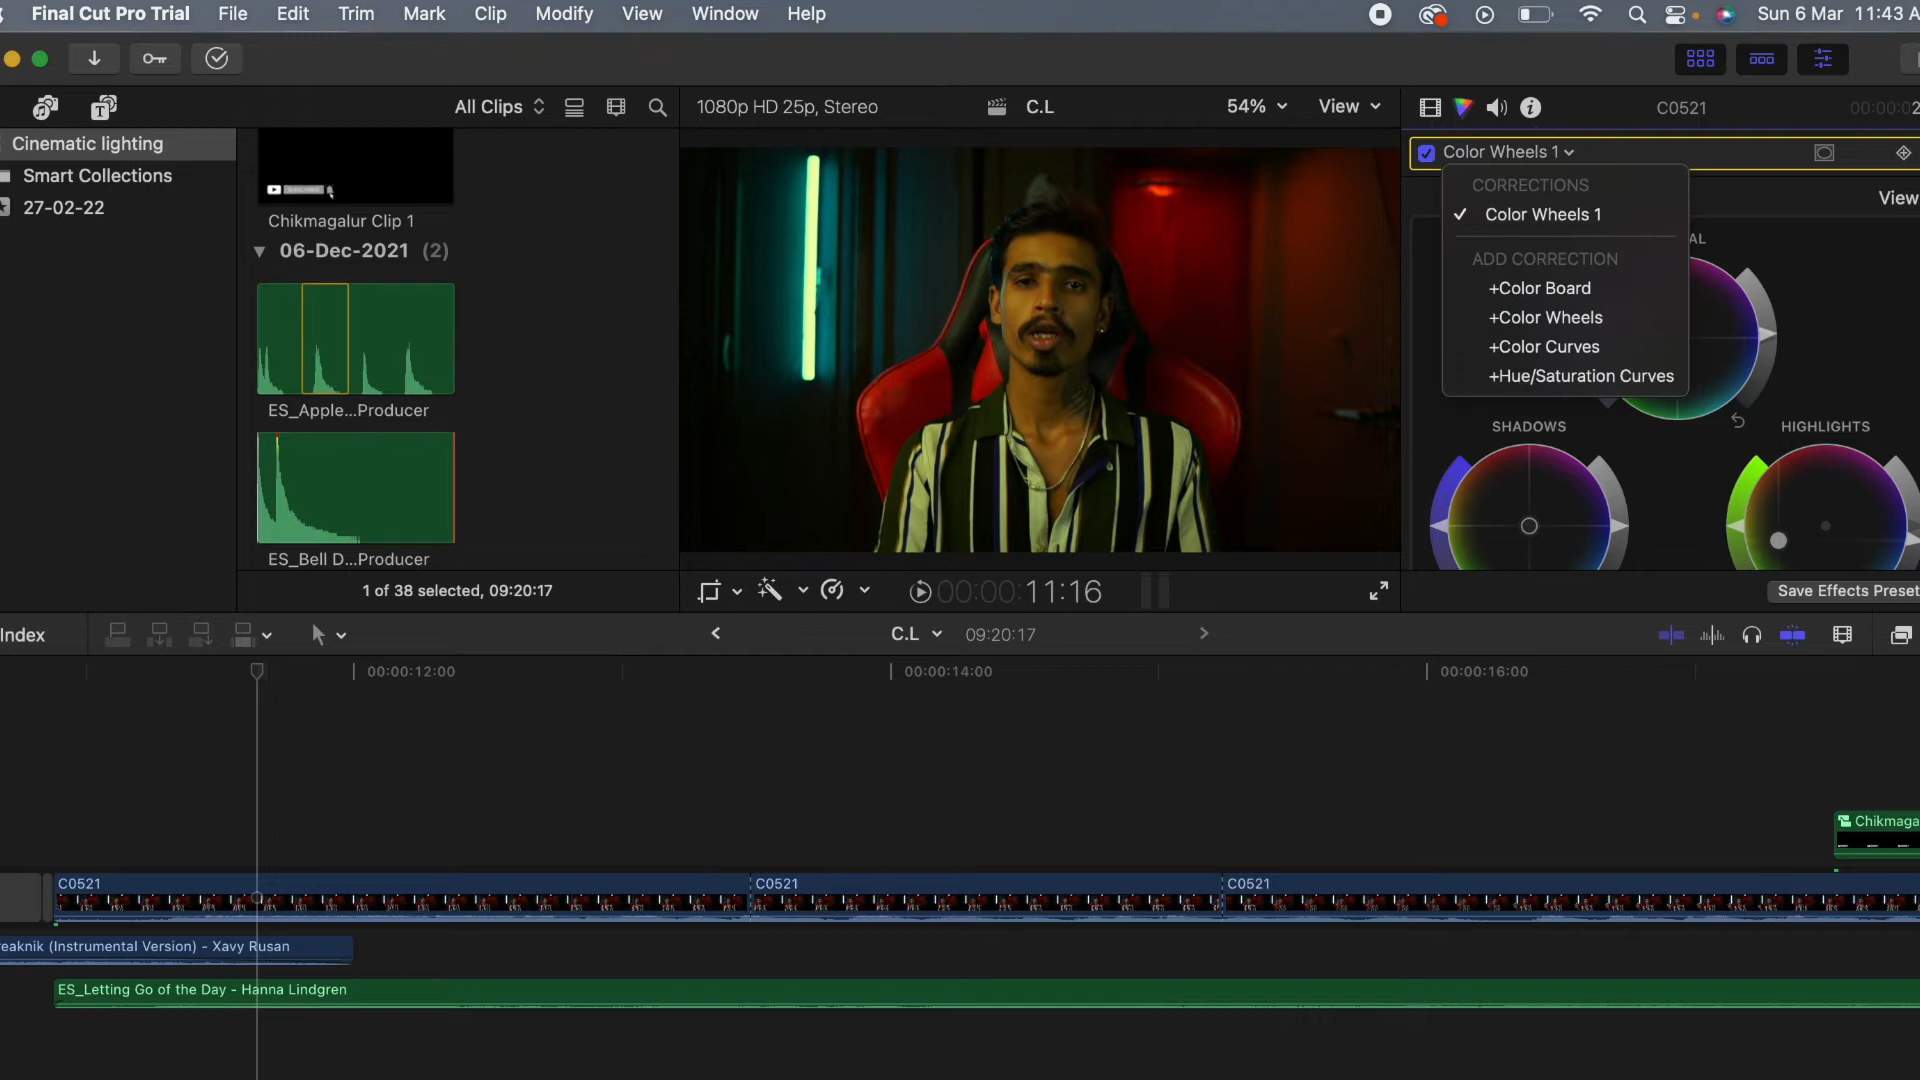 Final Cut Pro Trial File Edit Trim Mark Clip Modify View Window Help Sun 6 Mar 11:43 A
All Clips
1080p HD 25p, Stereo
C.L
54%
View
C0521
00:00:02
Cinematic lighting
Smart Collections
27-02-22
Chikmagalur Clip 1
06-Dec-2021 (2)
ES_Apple...Producer
ES_Bell D...Producer
1 of 38 selected, 09:20:17
Color Wheels 1
View
CORRECTIONS
✓ Color Wheels 1
AL
ADD CORRECTION
+Color Board
+Color Wheels
+Color Curves
+Hue/Saturation Curves
SHADOWS
HIGHLIGHTS
00:00:11:16
Save Effects Preset
Index
C.L
09:20:17
00:00:12:00
00:00:14:00
00:00:16:00
Chikmaga
C0521
C0521
C0521
eaknik (Instrumental Version) - Xavy Rusan
ES_Letting Go of the Day - Hanna Lindgren